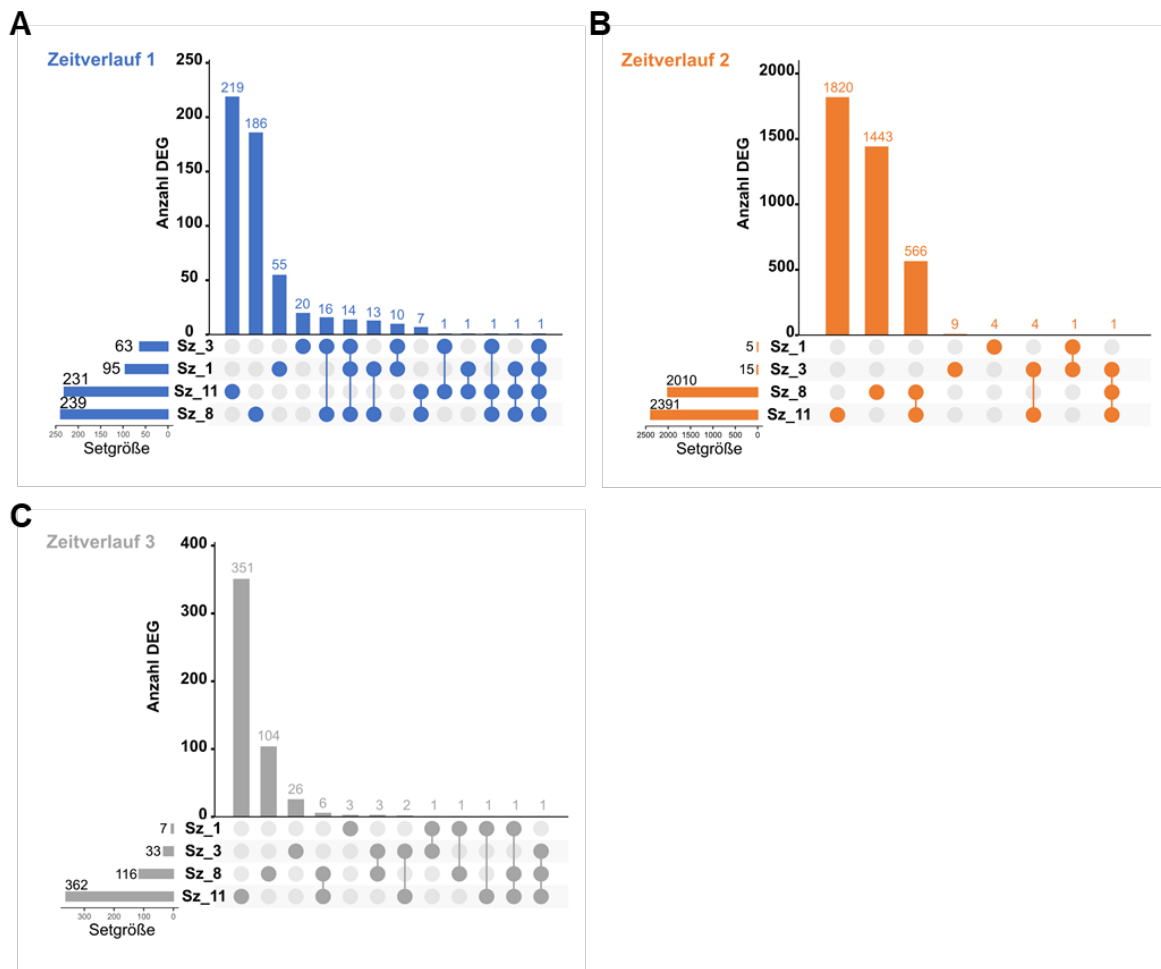 A
Zeitverlauf 1
Anzahl DEG
250
200
150
100
50
0
219 186 55 20 16 14 13 10 7 1 1 1 1 1
63 Sz_3
95 Sz_1
231 Sz_11
239 Sz_8
250 200 150 100 50 0
Setgröße
B
Zeitverlauf 2
Anzahl DEG
2000
1500
1000
500
0
1820 1443 566 9 4 4 1 1
5 Sz_1
15 Sz_3
2010 Sz_8
2391 Sz_11
2500 2000 1500 1000 500 0
Setgröße
C
Zeitverlauf 3
Anzahl DEG
400
300
200
100
0
351 104 26 6 3 3 2 1 1 1 1 1
7 Sz_1
33 Sz_3
116 Sz_8
362 Sz_11
300 200 100 0
Setgröße